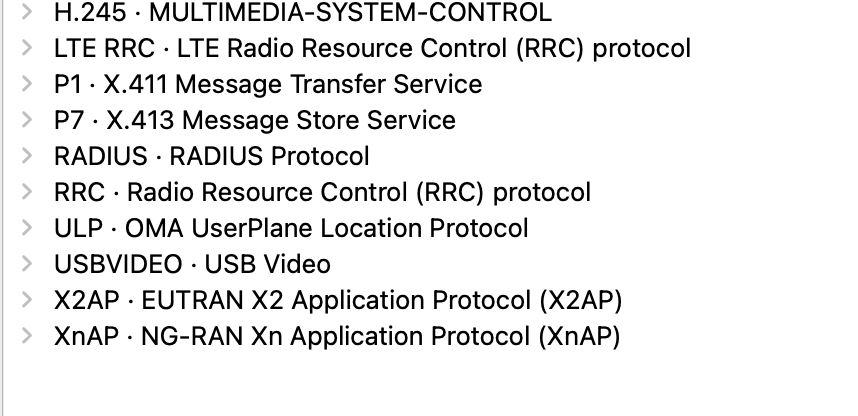 H.245 · MULTIMEDIA-SYSTEM-CONTROL
LTE RRC · LTE Radio Resource Control (RRC) protocol
P1 · X.411 Message Transfer Service
P7 · X.413 Message Store Service
RADIUS · RADIUS Protocol
RRC · Radio Resource Control (RRC) protocol
ULP · OMA UserPlane Location Protocol
USBVIDEO · USB Video
X2AP · EUTRAN X2 Application Protocol (X2AP)
XnAP · NG-RAN Xn Application Protocol (XnAP)